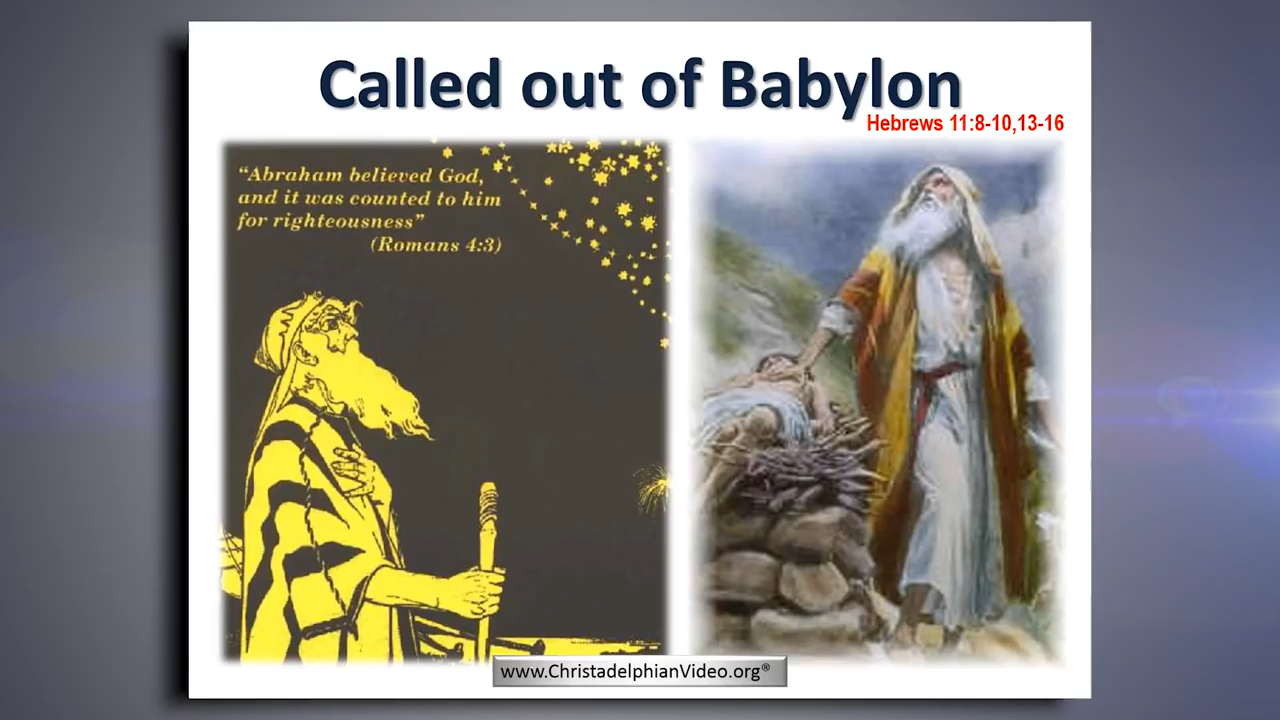 Called out of Babylon
Hebrews 11:8-10,13-16
“Abraham believed God,
and it was counted to him
for righteousness”
(Romans 4:3)
www.ChristadelphianVideo.org®